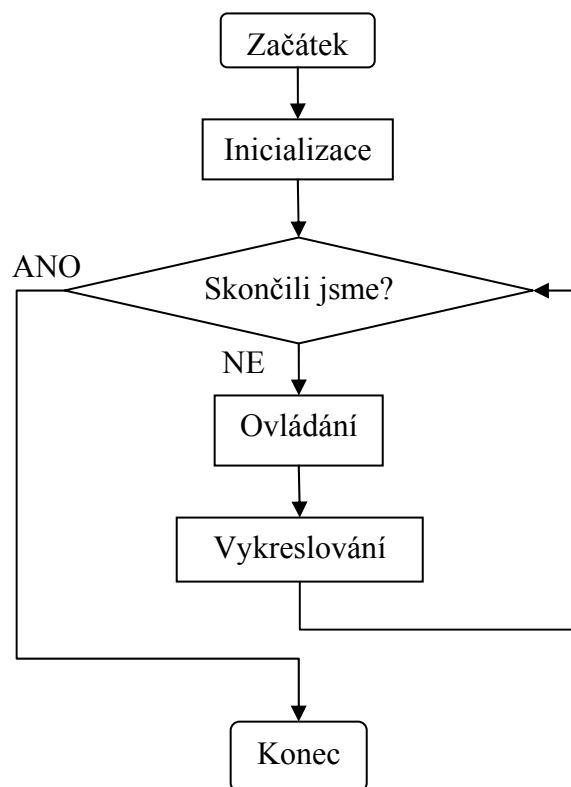 Začátek
Inicializace
ANO
Skončili jsme?
NE
Ovládání
Vykreslování
Konec